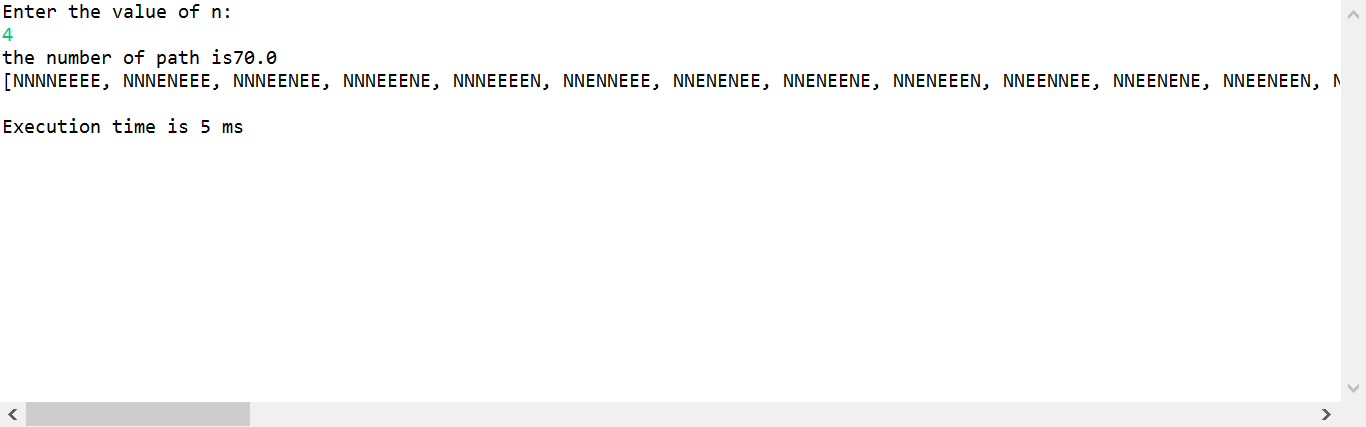 Enter the value of n:
4
the number of path is70.0
[NNNNEEEE, NNNENEEE, NNNEENEE, NNNEEENE, NNNEEEEN, NNENNEEE, NNENENEE, NNENEENE, NNENEEEN, NNEENNEE, NNEENENE, NNEENEEN, N
Execution time is 5 ms